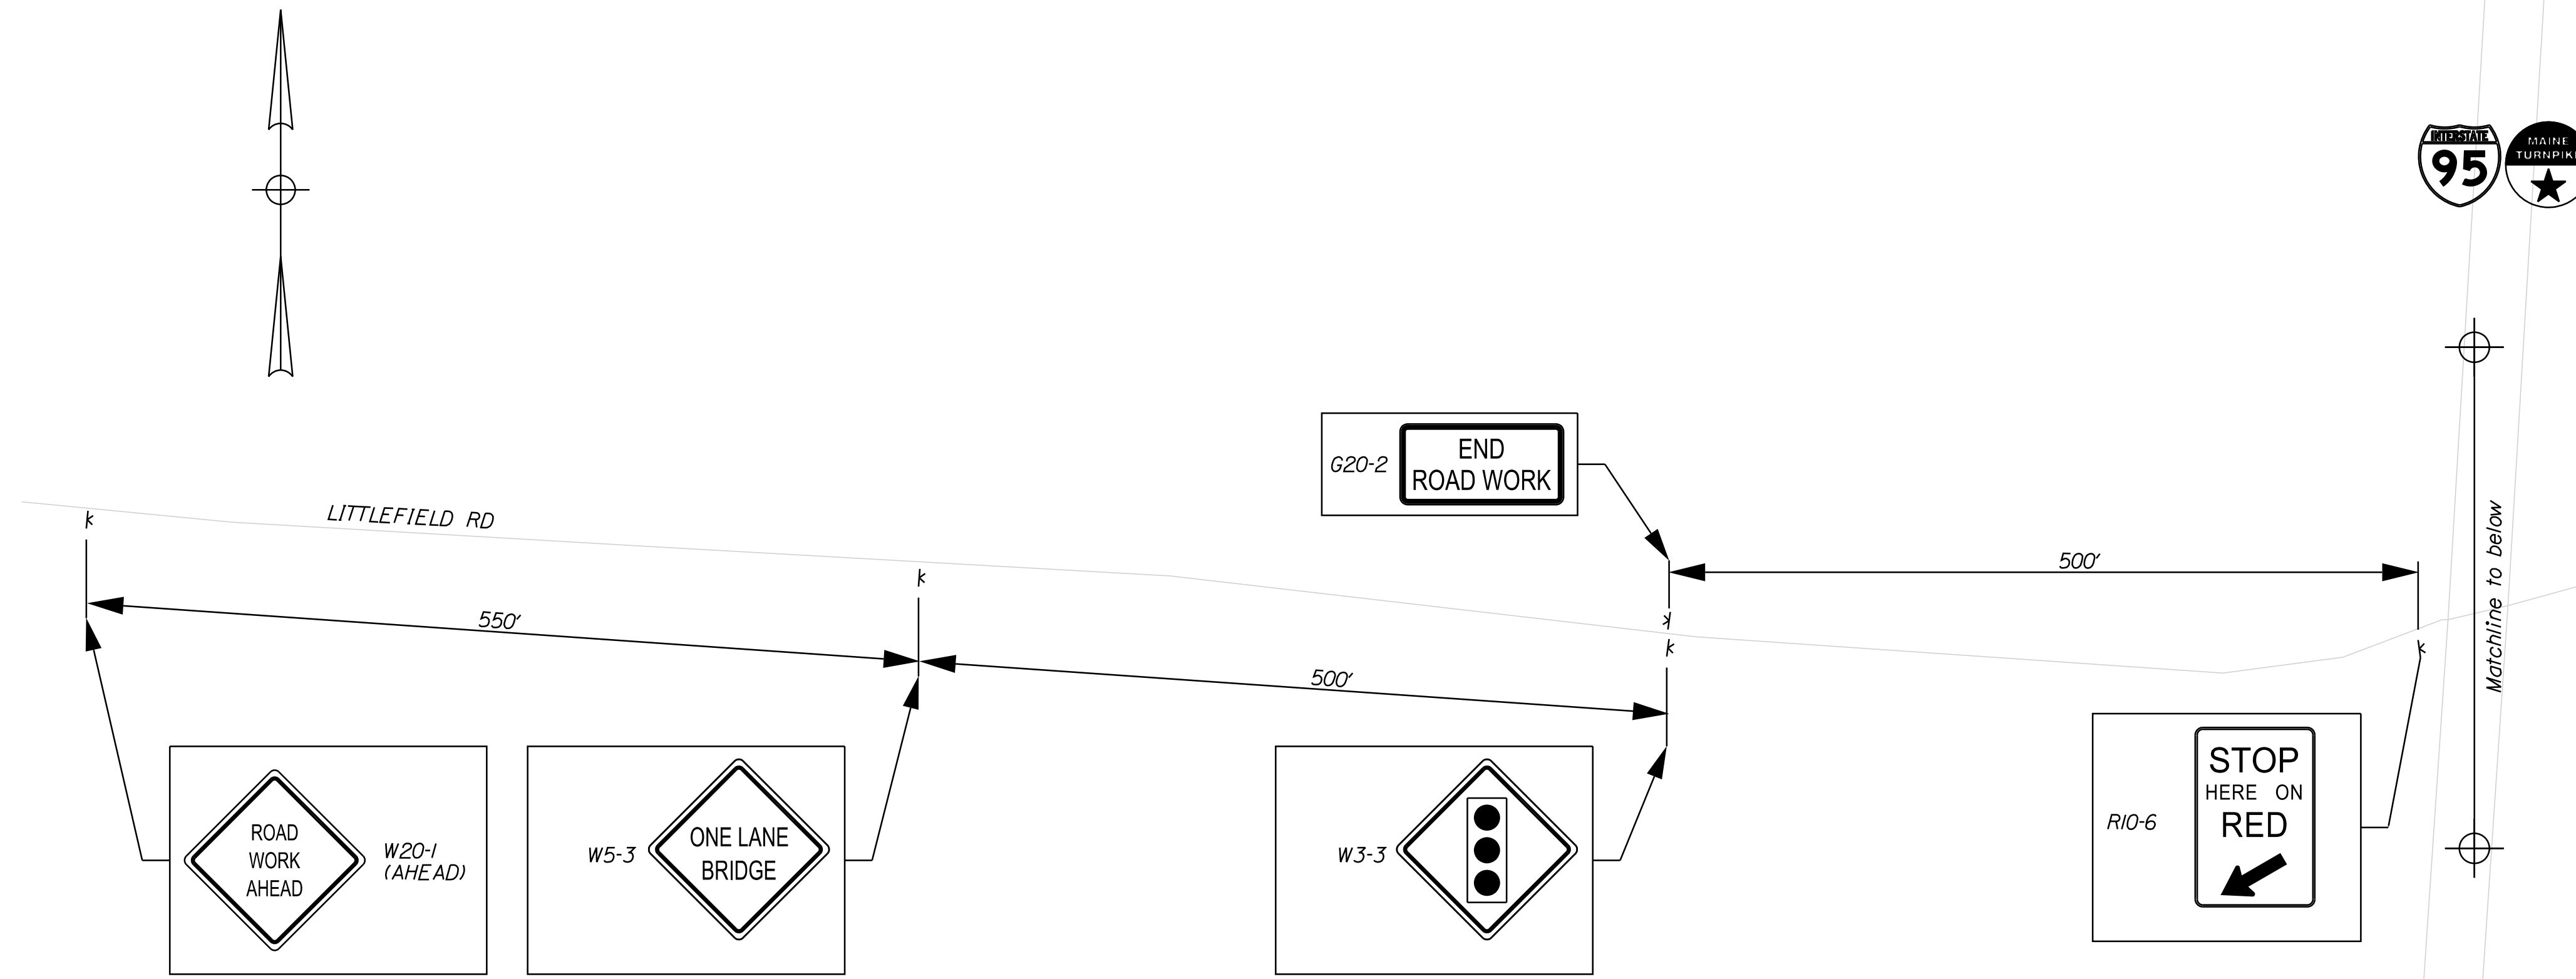 INTERSTATE
95
MAINE
END
G20-2
ROAD WORK
LITTLEFIELD RD
k
k
500'
550'
k
k
k
500'
Matchline to below
ROAD
WORK
AHEAD
W20-1
(AHEAD)
W5-3
ONE LANE
BRIDGE
W3-3
R10-6
STOP
HERE ON
RED